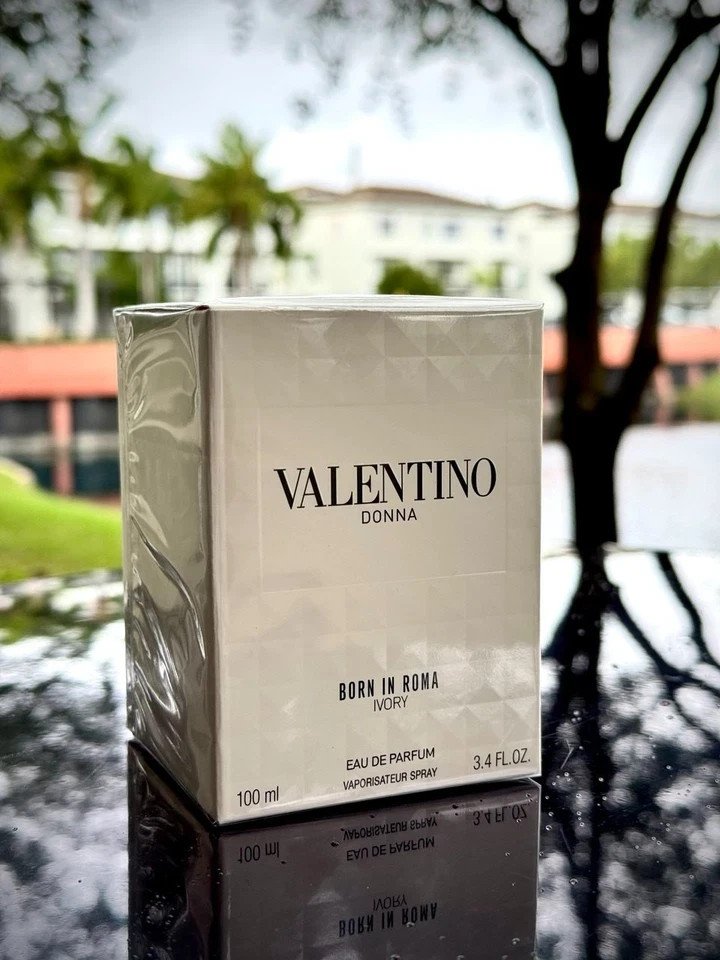 VALENTINO
DONNA
BORN IN ROMA
IVORY
EAU DE PARFUM
VAPORISATEUR SPRAY
100 ml
3.4 FL.OZ.